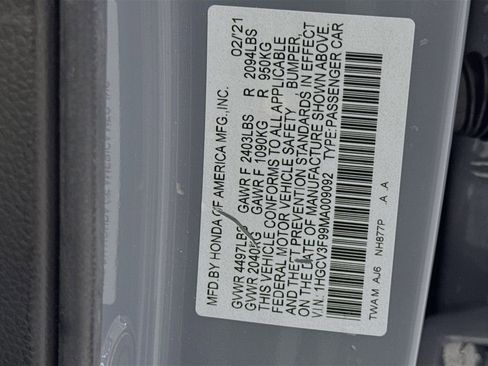 MFD.BY HONDA OF AMERICA MFG.,INC. 02/'21
GVWR 4497LBS GAWR F 2403LBS R 2094LBS
GVWR 2040KG GAWR F 1090KG R 950KG
THIS VEHICLE CONFORMS TO ALL APPLICABLE
FEDERAL MOTOR VEHICLE SAFETY, BUMPER,
AND THEFT PREVENTION STANDARDS IN EFFECT
ON THE DATE OF MANUFACTURE SHOWN ABOVE.
V.I.N.:1HGCV3F99MA009092 TYPE:PASSENGER CAR
TWA M AJ6 NH877P A A